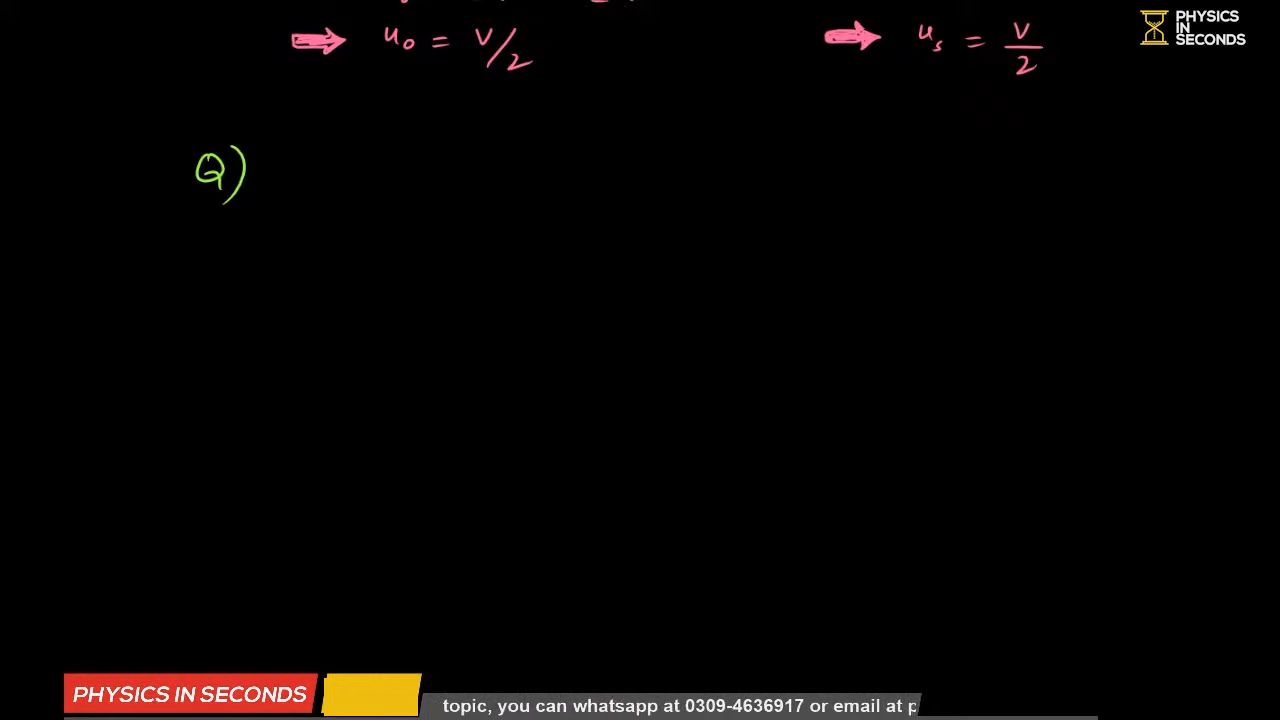 u₀ = v/2
uₛ = v/2
PHYSICS
IN
SECONDS
Q)
PHYSICS IN SECONDS
topic, you can whatsapp at 0309-4636917 or email at p